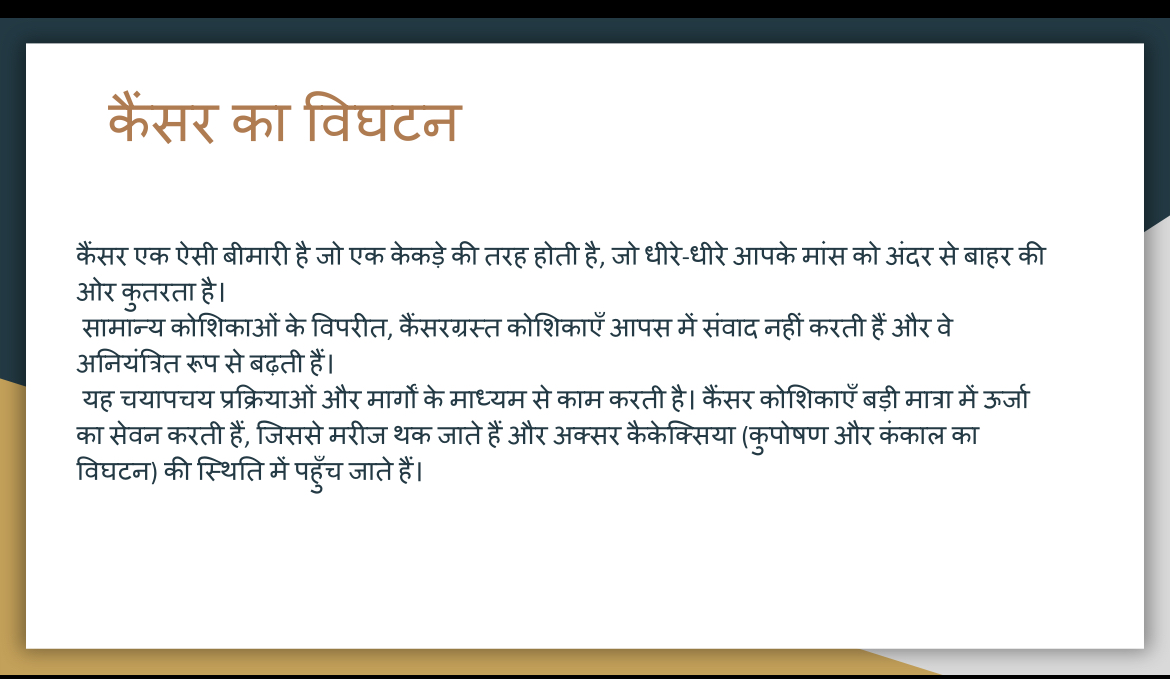 कैंसर का विघटन
कैंसर एक ऐसी बीमारी है जो एक केकड़े की तरह होती है, जो धीरे-धीरे आपके मांस को अंदर से बाहर की
ओर कुतरता है।
सामान्य कोशिकाओं के विपरीत, कैंसरग्रस्त कोशिकाएँ आपस में संवाद नहीं करती हैं और वे
अनियंत्रित रूप से बढ़ती हैं।
यह चयापचय प्रक्रियाओं और मार्गों के माध्यम से काम करती है। कैंसर कोशिकाएँ बड़ी मात्रा में ऊर्जा
का सेवन करती हैं, जिससे मरीज थक जाते हैं और अक्सर कैकेक्सिया (कुपोषण और कंकाल का
विघटन) की स्थिति में पहुँच जाते हैं।